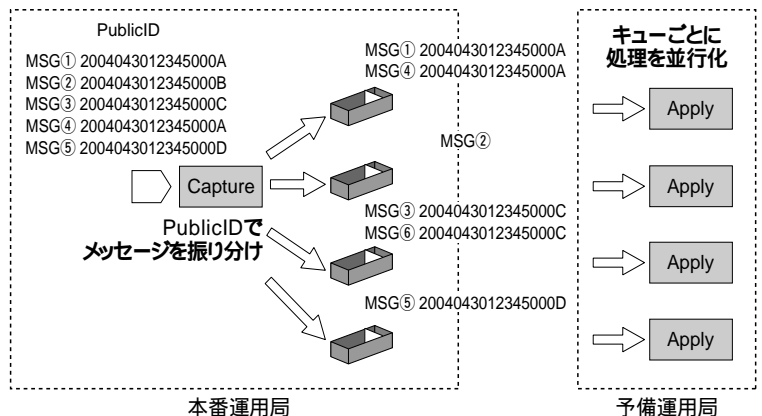 PublicID
MSG① 2004043012345000A
MSG② 2004043012345000B
MSG③ 2004043012345000C
MSG④ 2004043012345000A
MSG⑤ 2004043012345000D
Capture
PublicIDで
メッセージを振り分け
MSG① 2004043012345000A
MSG④ 2004043012345000A
MSG②
MSG③ 2004043012345000C
MSG⑥ 2004043012345000C
MSG⑤ 2004043012345000D
本番運用局
キューごとに
処理を並行化
Apply
Apply
Apply
Apply
予備運用局